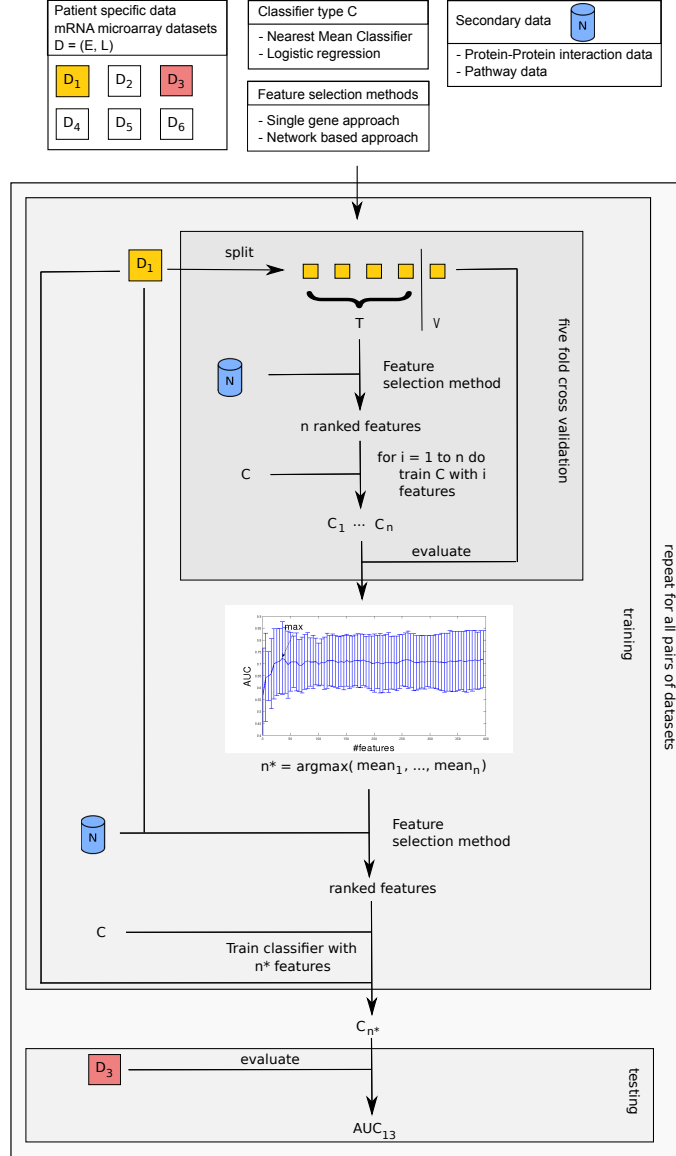 Patient specific data
mRNA microarray datasets
D = (E, L)
D1
D2
D3
D4
D5
D6
Classifier type C
- Nearest Mean Classifier
- Logistic regression
Feature selection methods
- Single gene approach
- Network based approach
Secondary data
N
- Protein-Protein interaction data
- Pathway data
D1
split
T
V
N
Feature
selection method
n ranked features
C
for i = 1 to n do
train C with i
features
C1 ... Cn
evaluate
five fold cross validation
max
AUC
#features
n* = argmax(mean1, ..., meann)
N
Feature
selection method
ranked features
C
Train classifier with
n* features
training
repeat for all pairs of datasets
Cn*
D3
evaluate
AUC13
testing